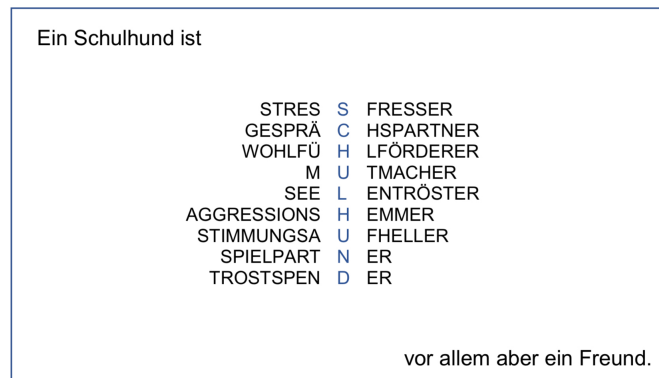 Ein Schulhund ist
STRES S FRESSER
GESPRÄ C HSPARTNER
WOHLFÜ H LFÖRDERER
M U TMACHER
SEE L ENTRÖSTER
AGGRESSIONS H EMMER
STIMMUNGSA U FHELLER
SPIELPART N ER
TROSTSPEN D ER
vor allem aber ein Freund.